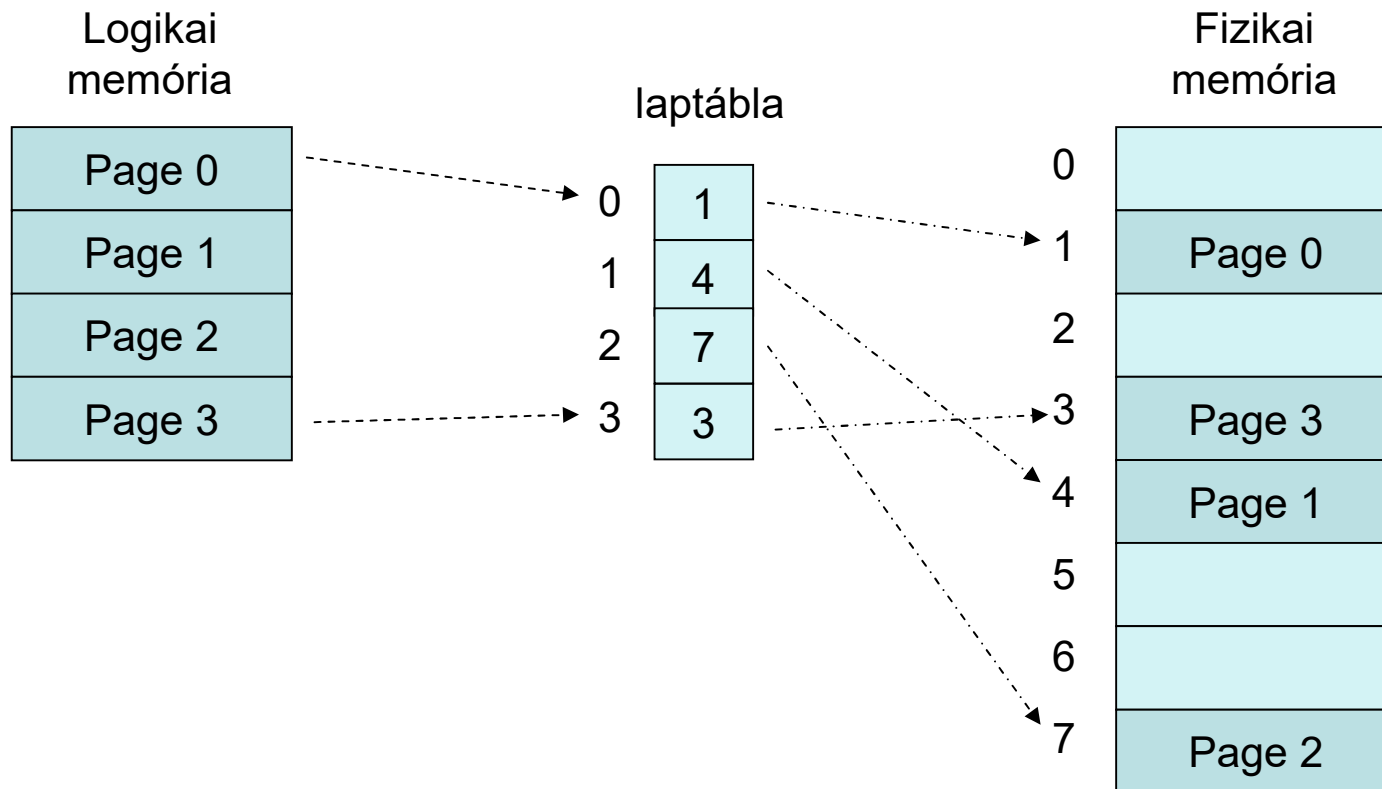 Logikai
memória
Page 0
Page 1
Page 2
Page 3
laptábla
0 1
1 4
2 7
3 3
Fizikai
memória
0
1 Page 0
2
3 Page 3
4 Page 1
5
6
7 Page 2